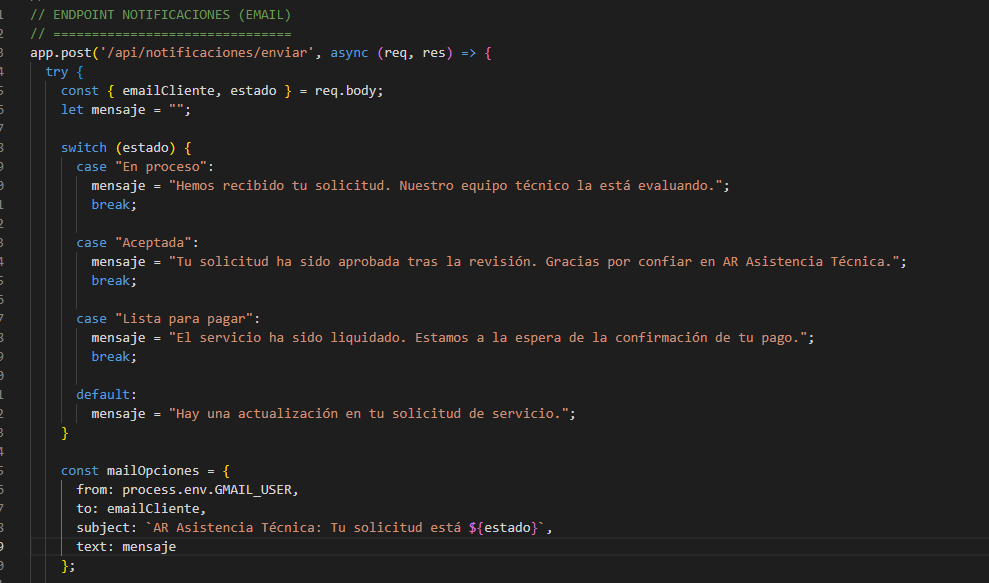 // ENDPOINT NOTIFICACIONES (EMAIL)
// ===============================
app.post('/api/notificaciones/enviar', async (req, res) => {
try {
const { emailCliente, estado } = req.body;
let mensaje = "";
switch (estado) {
case "En proceso":
mensaje = "Hemos recibido tu solicitud. Nuestro equipo técnico la está evaluando.";
break;
case "Aceptada":
mensaje = "Tu solicitud ha sido aprobada tras la revisión. Gracias por confiar en AR Asistencia Técnica.";
break;
case "Lista para pagar":
mensaje = "El servicio ha sido liquidado. Estamos a la espera de la confirmación de tu pago.";
break;
default:
mensaje = "Hay una actualización en tu solicitud de servicio.";
}
const mailOpciones = {
from: process.env.GMAIL_USER,
to: emailCliente,
subject: `AR Asistencia Técnica: Tu solicitud está ${estado}`,
text: mensaje
};